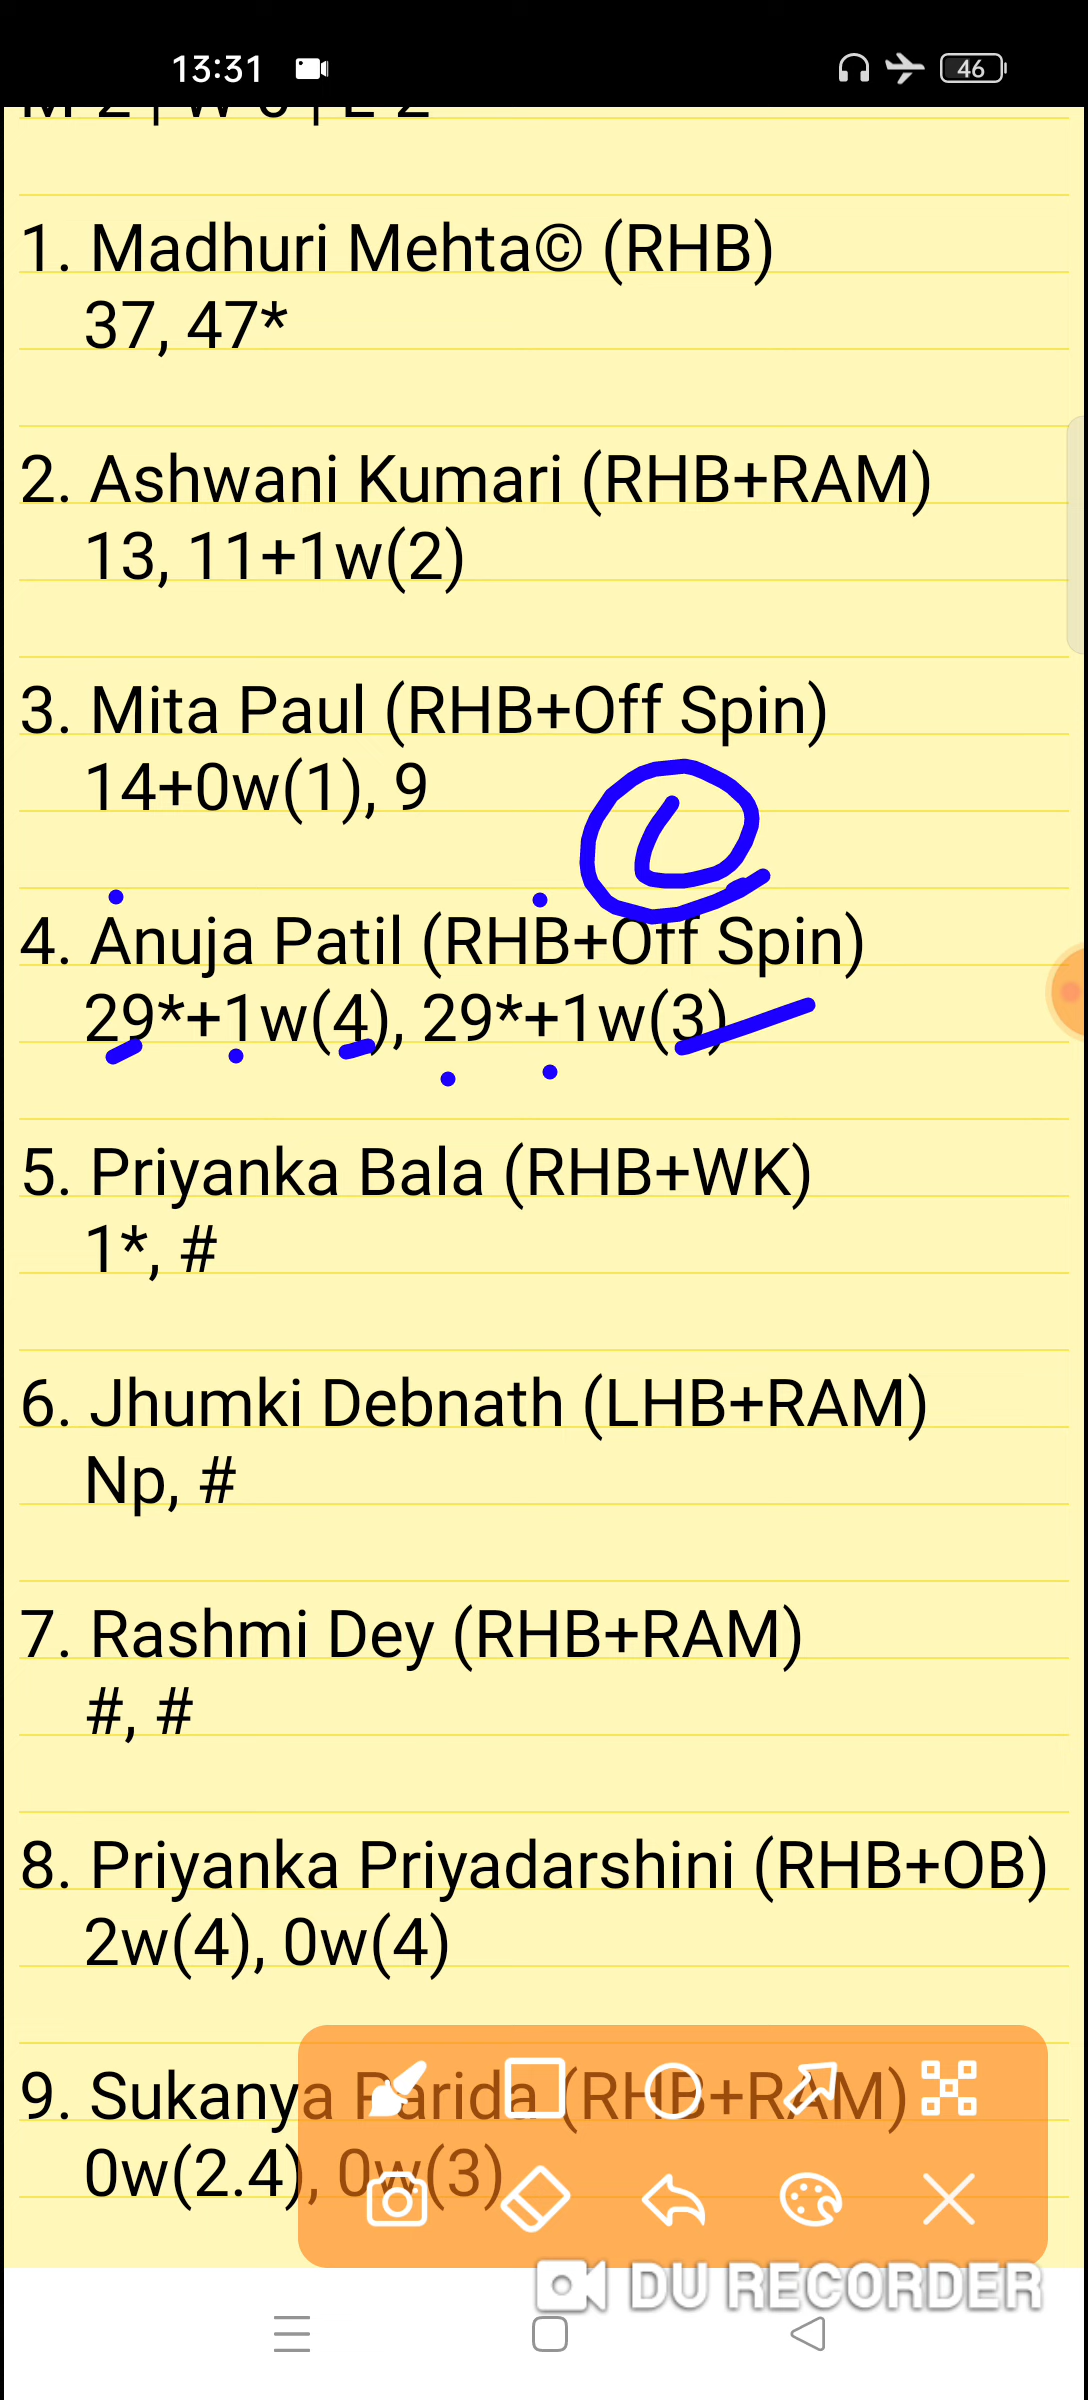 13:31
46
M-2 | W-0 | L-2
1. Madhuri Mehta© (RHB)
37, 47*
2. Ashwani Kumari (RHB+RAM)
13, 11+1w(2)
3. Mita Paul (RHB+Off Spin)
14+0w(1), 9
4. Anuja Patil (RHB+Off Spin)
29*+1w(4), 29*+1w(3)
5. Priyanka Bala (RHB+WK)
1*, #
6. Jhumki Debnath (LHB+RAM)
Np, #
7. Rashmi Dey (RHB+RAM)
#, #
8. Priyanka Priyadarshini (RHB+OB)
2w(4), 0w(4)
9. Sukanya Parida (RHB+RAM)
0w(2.4), 0w(3)
DU RECORDER